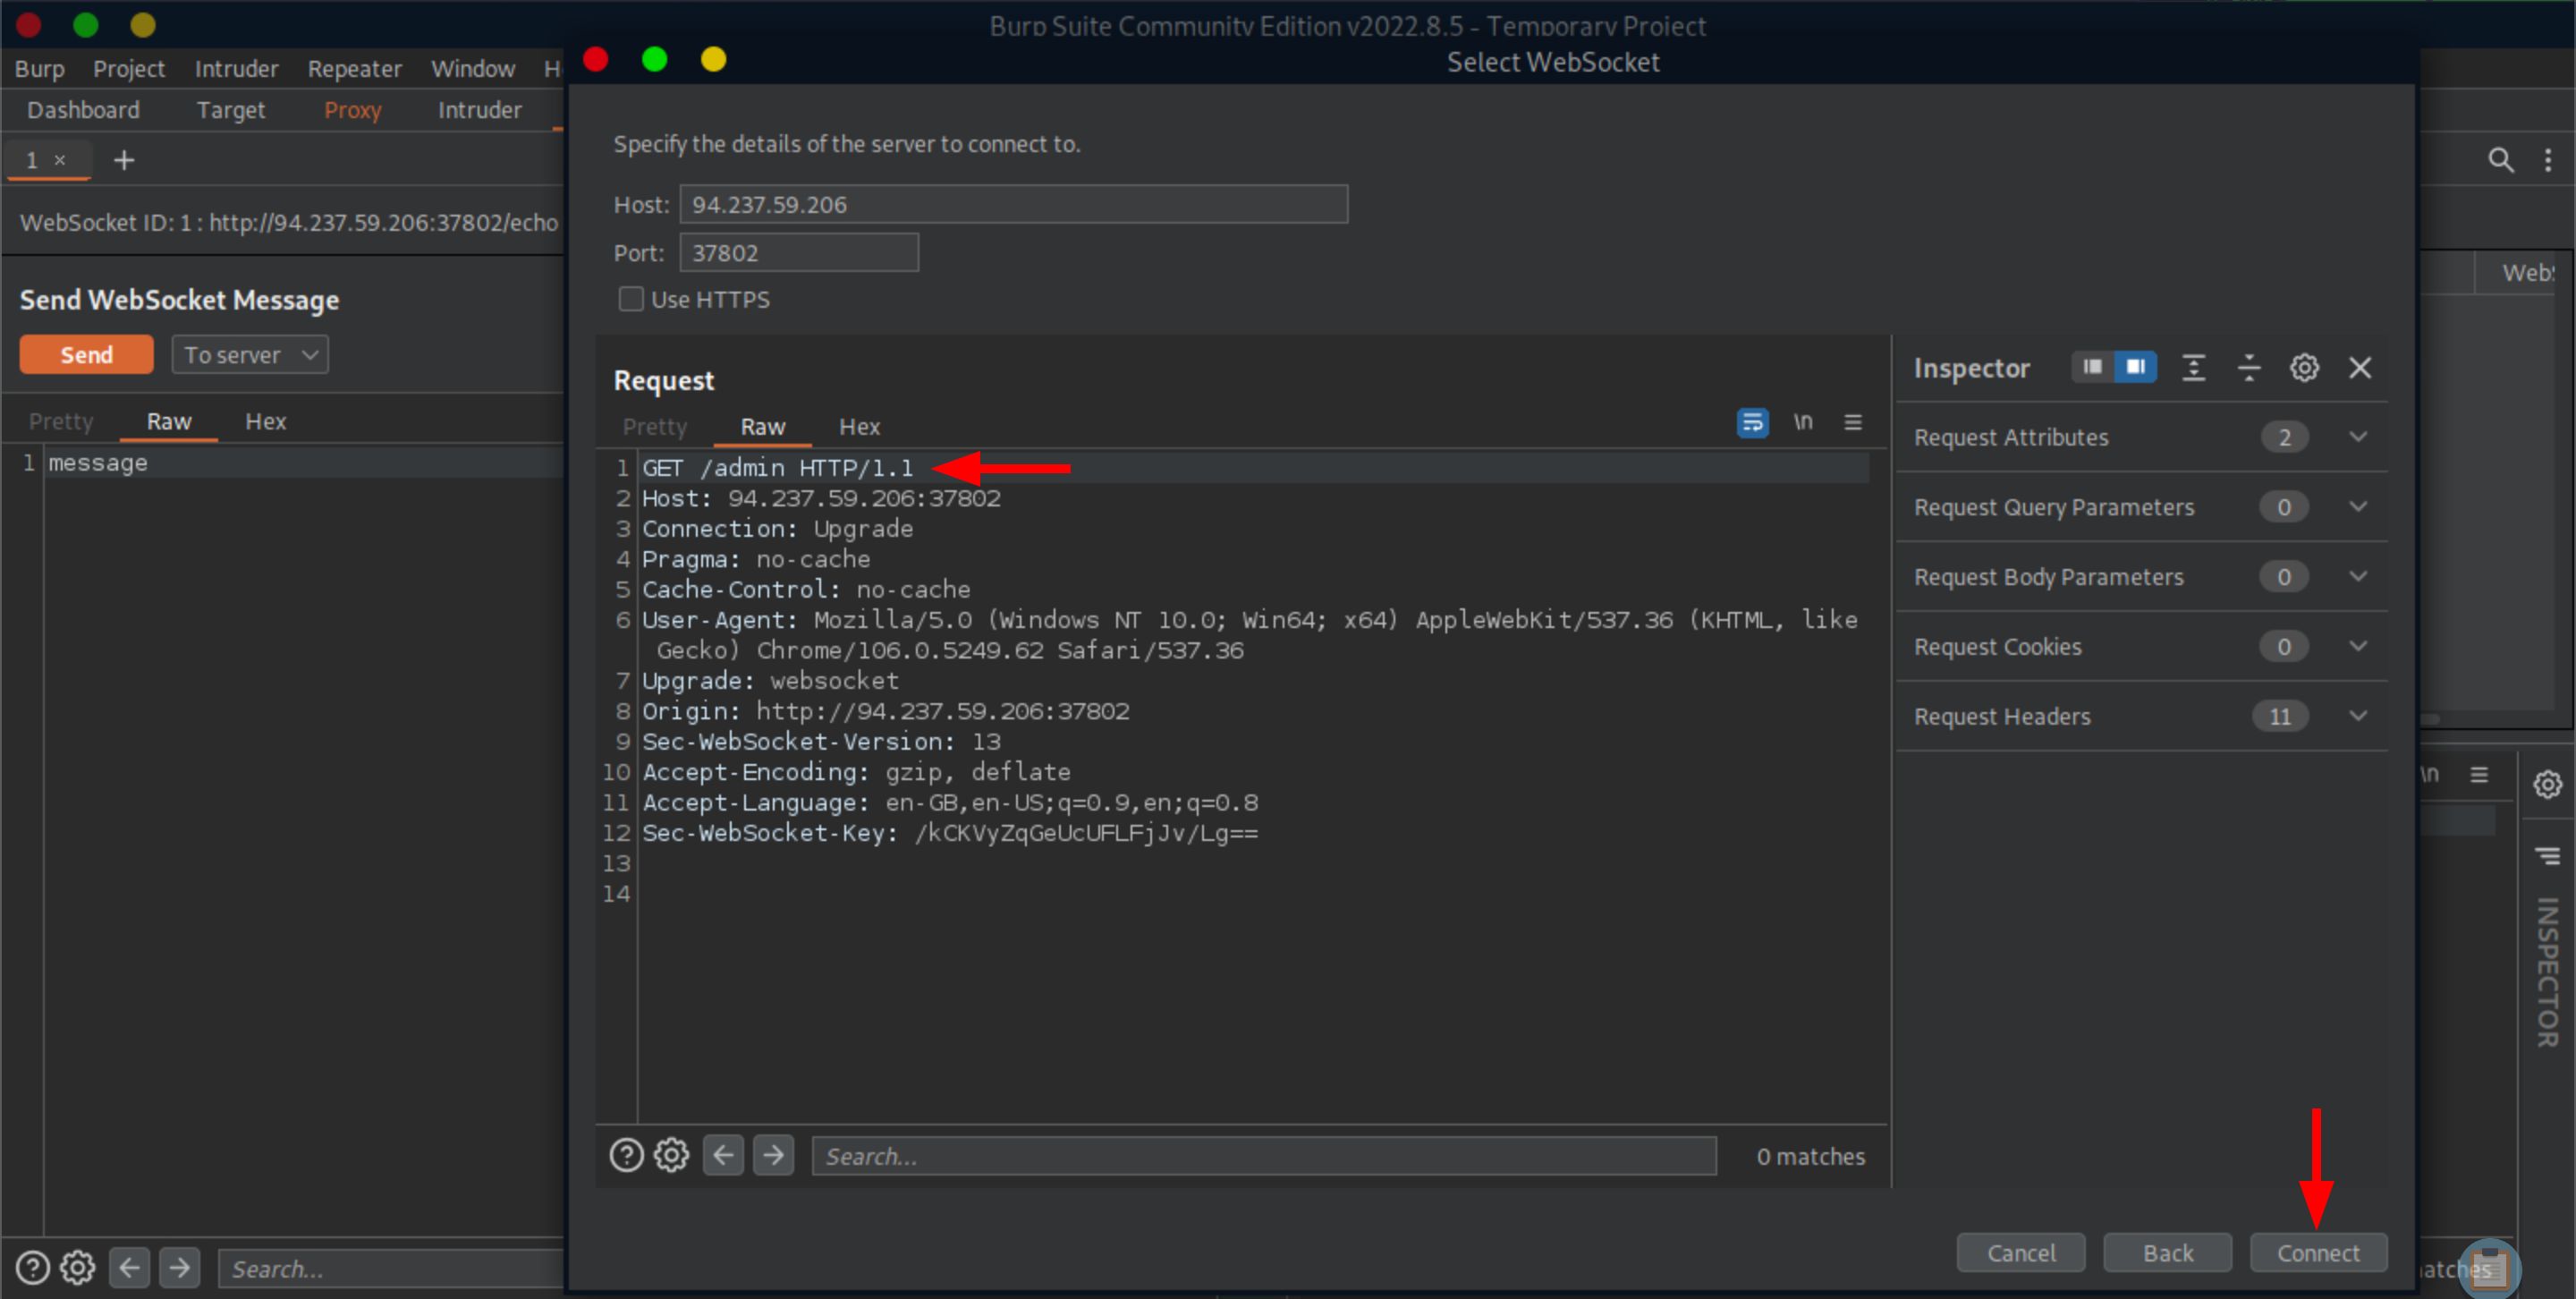 Burp Suite Community Edition v2022.8.5 - Temporary Project
Select WebSocket
Burp Project Intruder Repeater Window
Dashboard Target Proxy Intruder
1 × +
WebSocket ID: 1 : http://94.237.59.206:37802/echo
Send WebSocket Message
Send To server
Pretty Raw Hex
1 message
Search...
Specify the details of the server to connect to.
Host: 94.237.59.206
Port: 37802
Use HTTPS
Request
Pretty Raw Hex
\n
1 GET /admin HTTP/1.1
2 Host: 94.237.59.206:37802
3 Connection: Upgrade
4 Pragma: no-cache
5 Cache-Control: no-cache
6 User-Agent: Mozilla/5.0 (Windows NT 10.0; Win64; x64) AppleWebKit/537.36 (KHTML, like
Gecko) Chrome/106.0.5249.62 Safari/537.36
7 Upgrade: websocket
8 Origin: http://94.237.59.206:37802
9 Sec-WebSocket-Version: 13
10 Accept-Encoding: gzip, deflate
11 Accept-Language: en-GB,en-US;q=0.9,en;q=0.8
12 Sec-WebSocket-Key: /kCKVyZqGeUcUFLFjJv/Lg==
13
14
Search... 0 matches
Inspector
Request Attributes 2
Request Query Parameters 0
Request Body Parameters 0
Request Cookies 0
Request Headers 11
Cancel Back Connect
\n
INSPECTOR